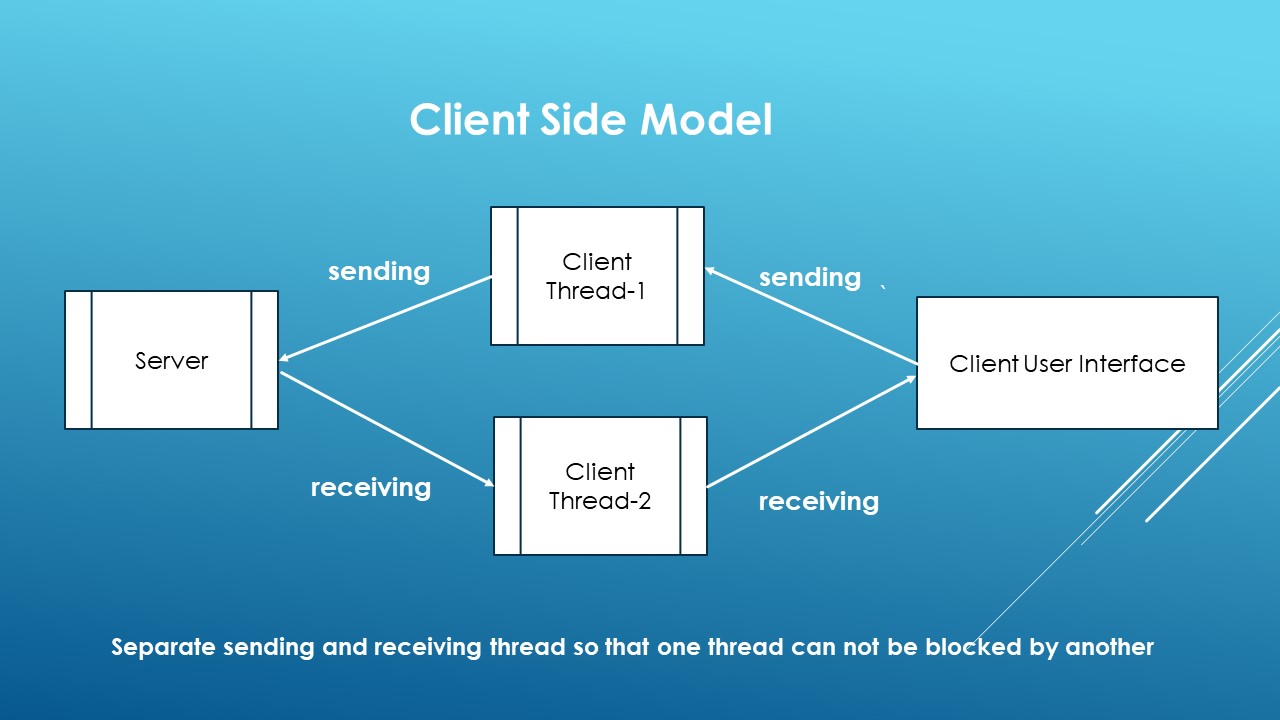 Client Side Model
sending
Client
Thread-1
sending `
Server
Client User Interface
receiving
Client
Thread-2
receiving
Separate sending and receiving thread so that one thread can not be blocked by another